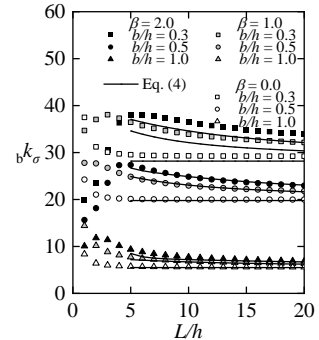 60
β = 2.0 β = 1.0
b/h = 0.3 b/h = 0.3
b/h = 0.5 b/h = 0.5
b/h = 1.0 b/h = 1.0
50
Eq. (4) β = 0.0
b/h = 0.3
b/h = 0.5
b/h = 1.0
40
30
bkσ
20
10
0
0 5 10 15 20
L/h